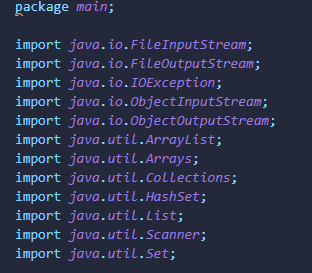 package main;
import java.io.FileInputStream;
import java.io.FileOutputStream;
import java.io.IOException;
import java.io.ObjectInputStream;
import java.io.ObjectOutputStream;
import java.util.ArrayList;
import java.util.Arrays;
import java.util.Collections;
import java.util.HashSet;
import java.util.List;
import java.util.Scanner;
import java.util.Set;